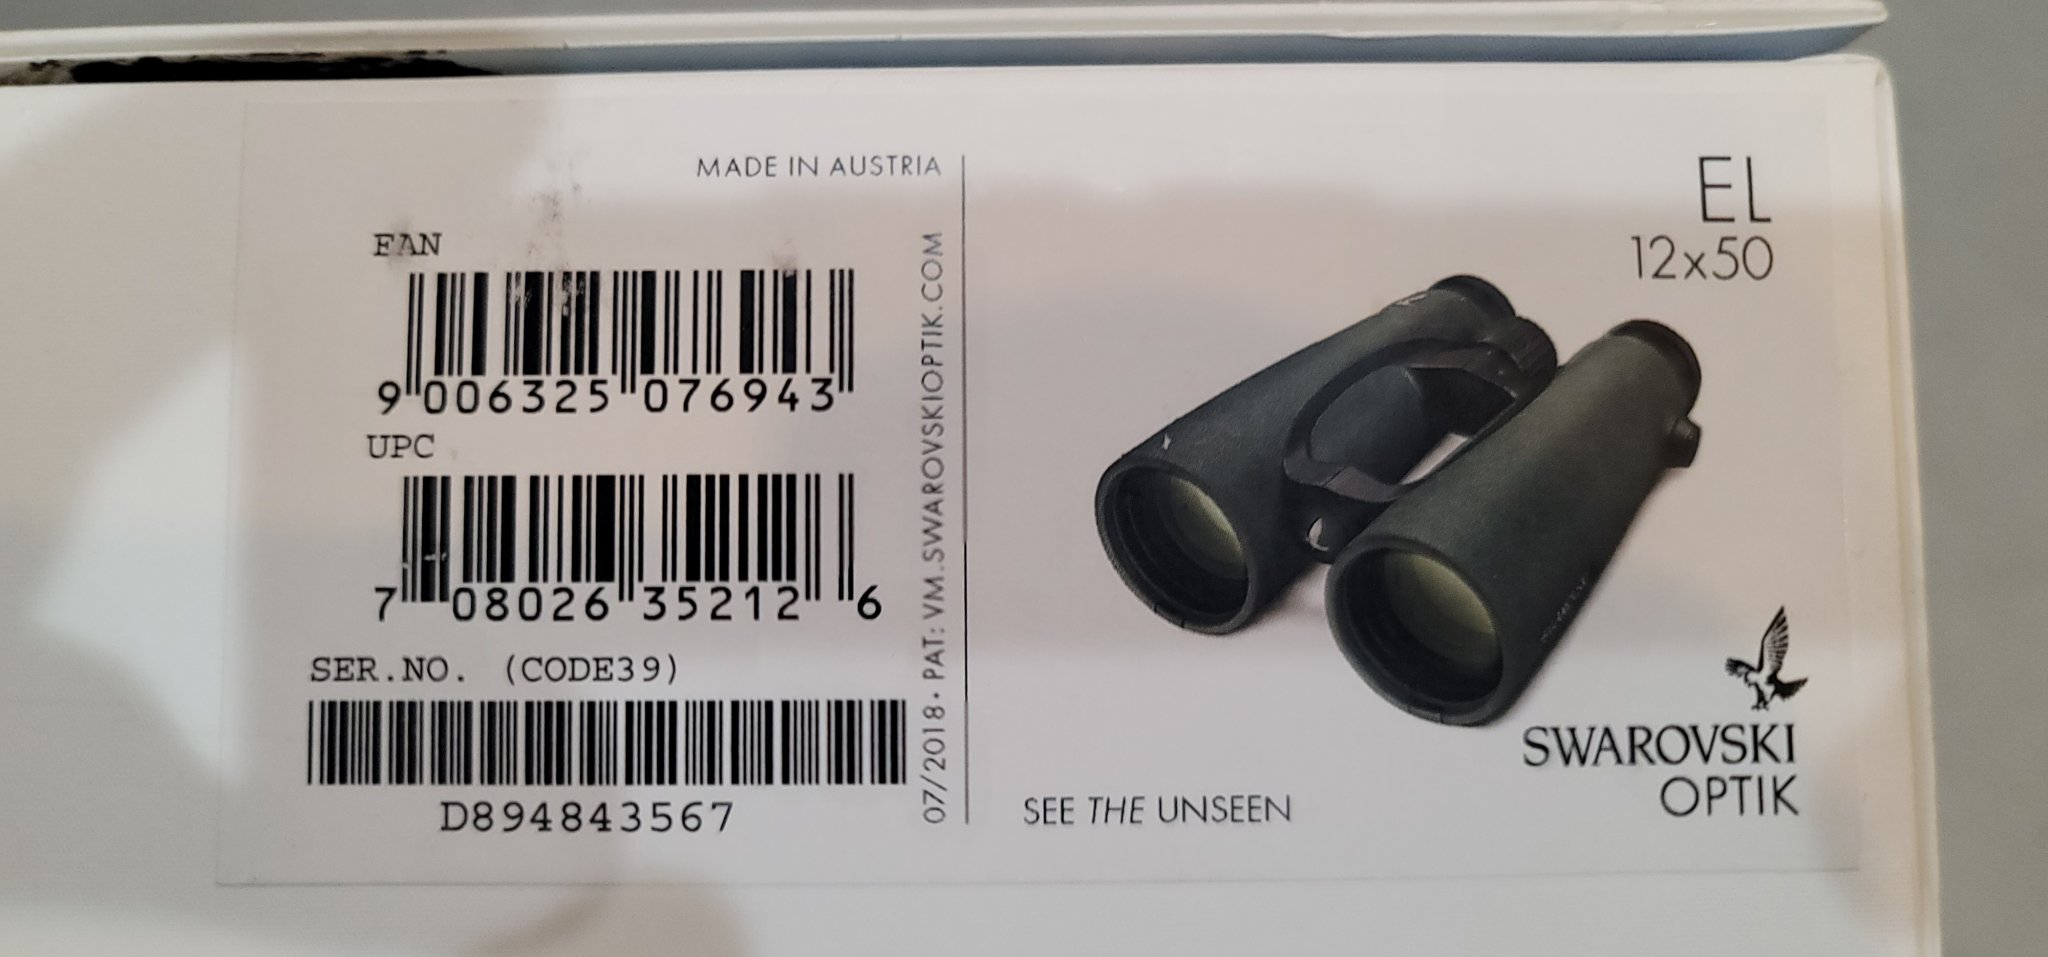 MADE IN AUSTRIA
EAN
9 006325 076943
UPC
7 08026 35212 6
SER.NO. (CODE39)
D894843567
07/2018 • PAT: VM.SWAROVSKIOPTIK.COM
EL
12x50
SEE THE UNSEEN
SWAROVSKI
OPTIK